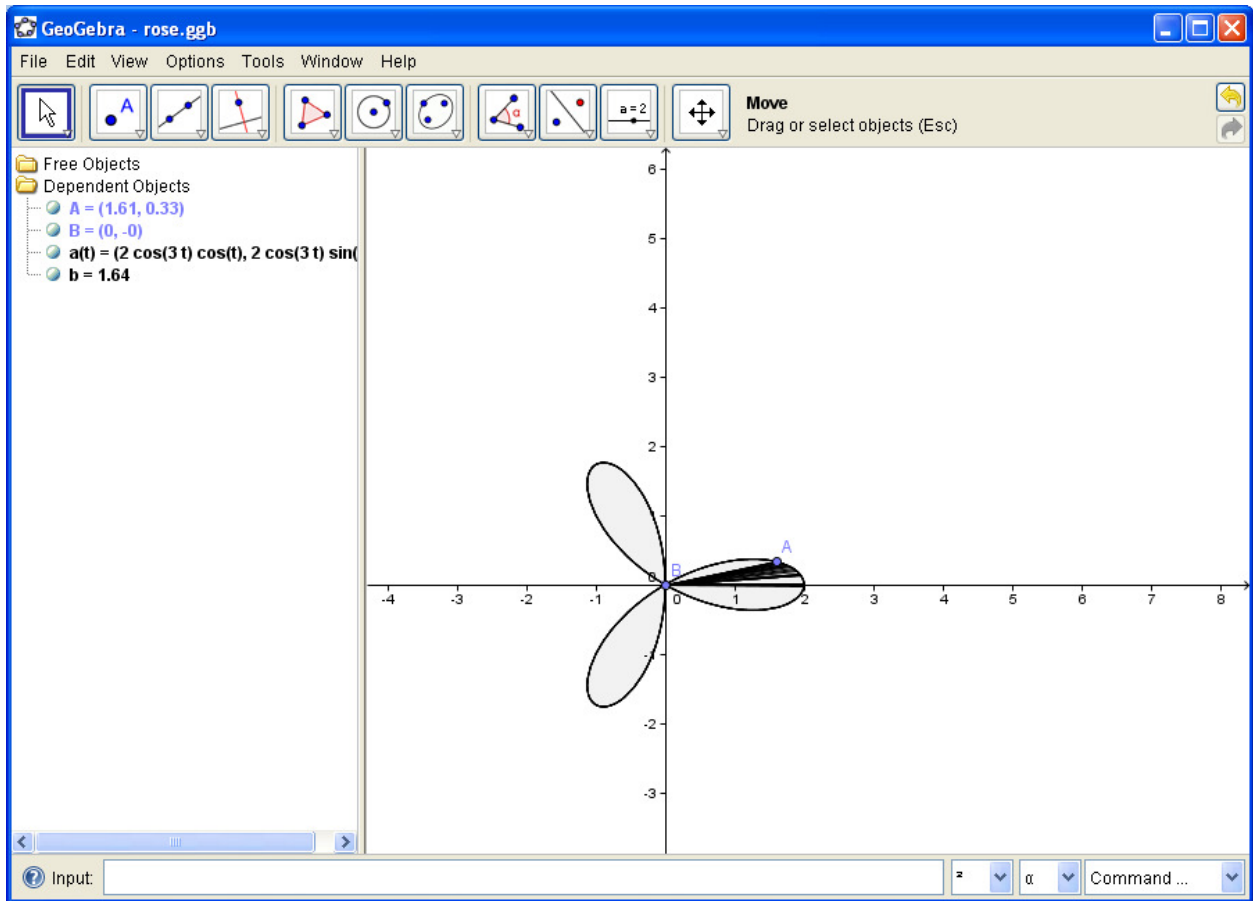 GeoGebra - rose.ggb
File Edit View Options Tools Window Help
A
α
a = 2
Move
Drag or select objects (Esc)
Free Objects
Dependent Objects
A = (1.61, 0.33)
B = (0, -0)
a(t) = (2 cos(3 t) cos(t), 2 cos(3 t) sin(
b = 1.64
6
5
4
3
2
1
A
B
0
-4 -3 -2 -1 0 1 2 3 4 5 6 7 8
-1
-2
-3
Input:
²
α
Command ...